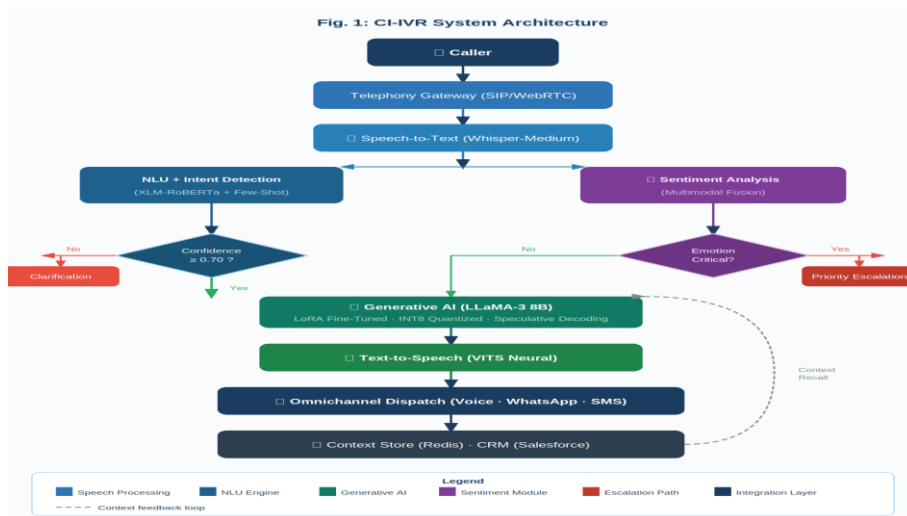 Fig. 1: CI-IVR System Architecture
Caller
Telephony Gateway (SIP/WebRTC)
Speech-to-Text (Whisper-Medium)
NLU + Intent Detection
(XLM-RoBERTa + Few-Shot)
Sentiment Analysis
(Multimodal Fusion)
No
Confidence
≥ 0.70 ?
No
Emotion
Critical?
Yes
Clarification
Priority Escalation
Yes
Generative AI (LLaMA-3 8B)
LoRA Fine-Tuned · INT8 Quantized · Speculative Decoding
Text-to-Speech (VITS Neural)
Context
Recall
Omnichannel Dispatch (Voice · WhatsApp · SMS)
Context Store (Redis) · CRM (Salesforce)
Legend
Speech Processing
NLU Engine
Generative AI
Sentiment Module
Escalation Path
Integration Layer
Context feedback loop